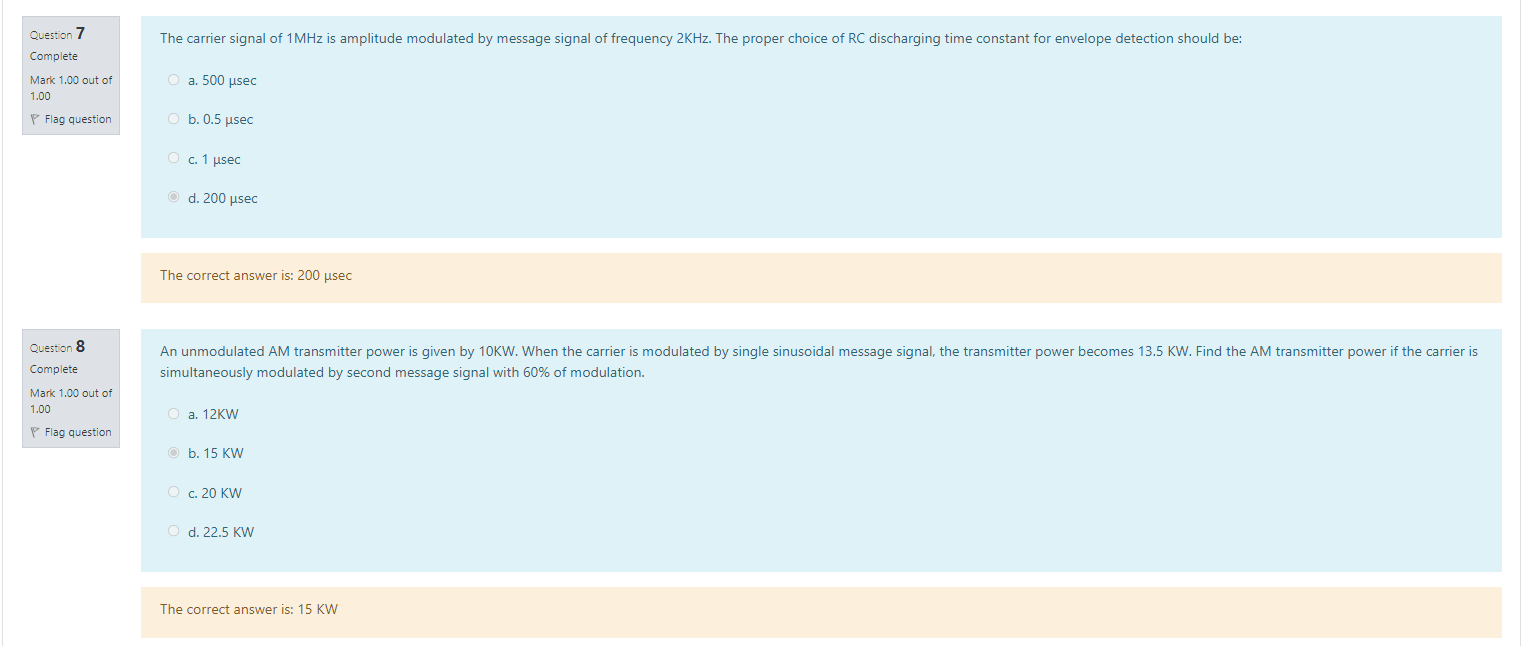 Question 7
Complete
Mark 1.00 out of
1.00
Flag question
The carrier signal of 1MHz is amplitude modulated by message signal of frequency 2KHz. The proper choice of RC discharging time constant for envelope detection should be:
a. 500 µsec
b. 0.5 µsec
c. 1 µsec
d. 200 µsec
The correct answer is: 200 µsec
Question 8
Complete
Mark 1.00 out of
1.00
Flag question
An unmodulated AM transmitter power is given by 10KW. When the carrier is modulated by single sinusoidal message signal, the transmitter power becomes 13.5 KW. Find the AM transmitter power if the carrier is
simultaneously modulated by second message signal with 60% of modulation.
a. 12KW
b. 15 KW
c. 20 KW
d. 22.5 KW
The correct answer is: 15 KW